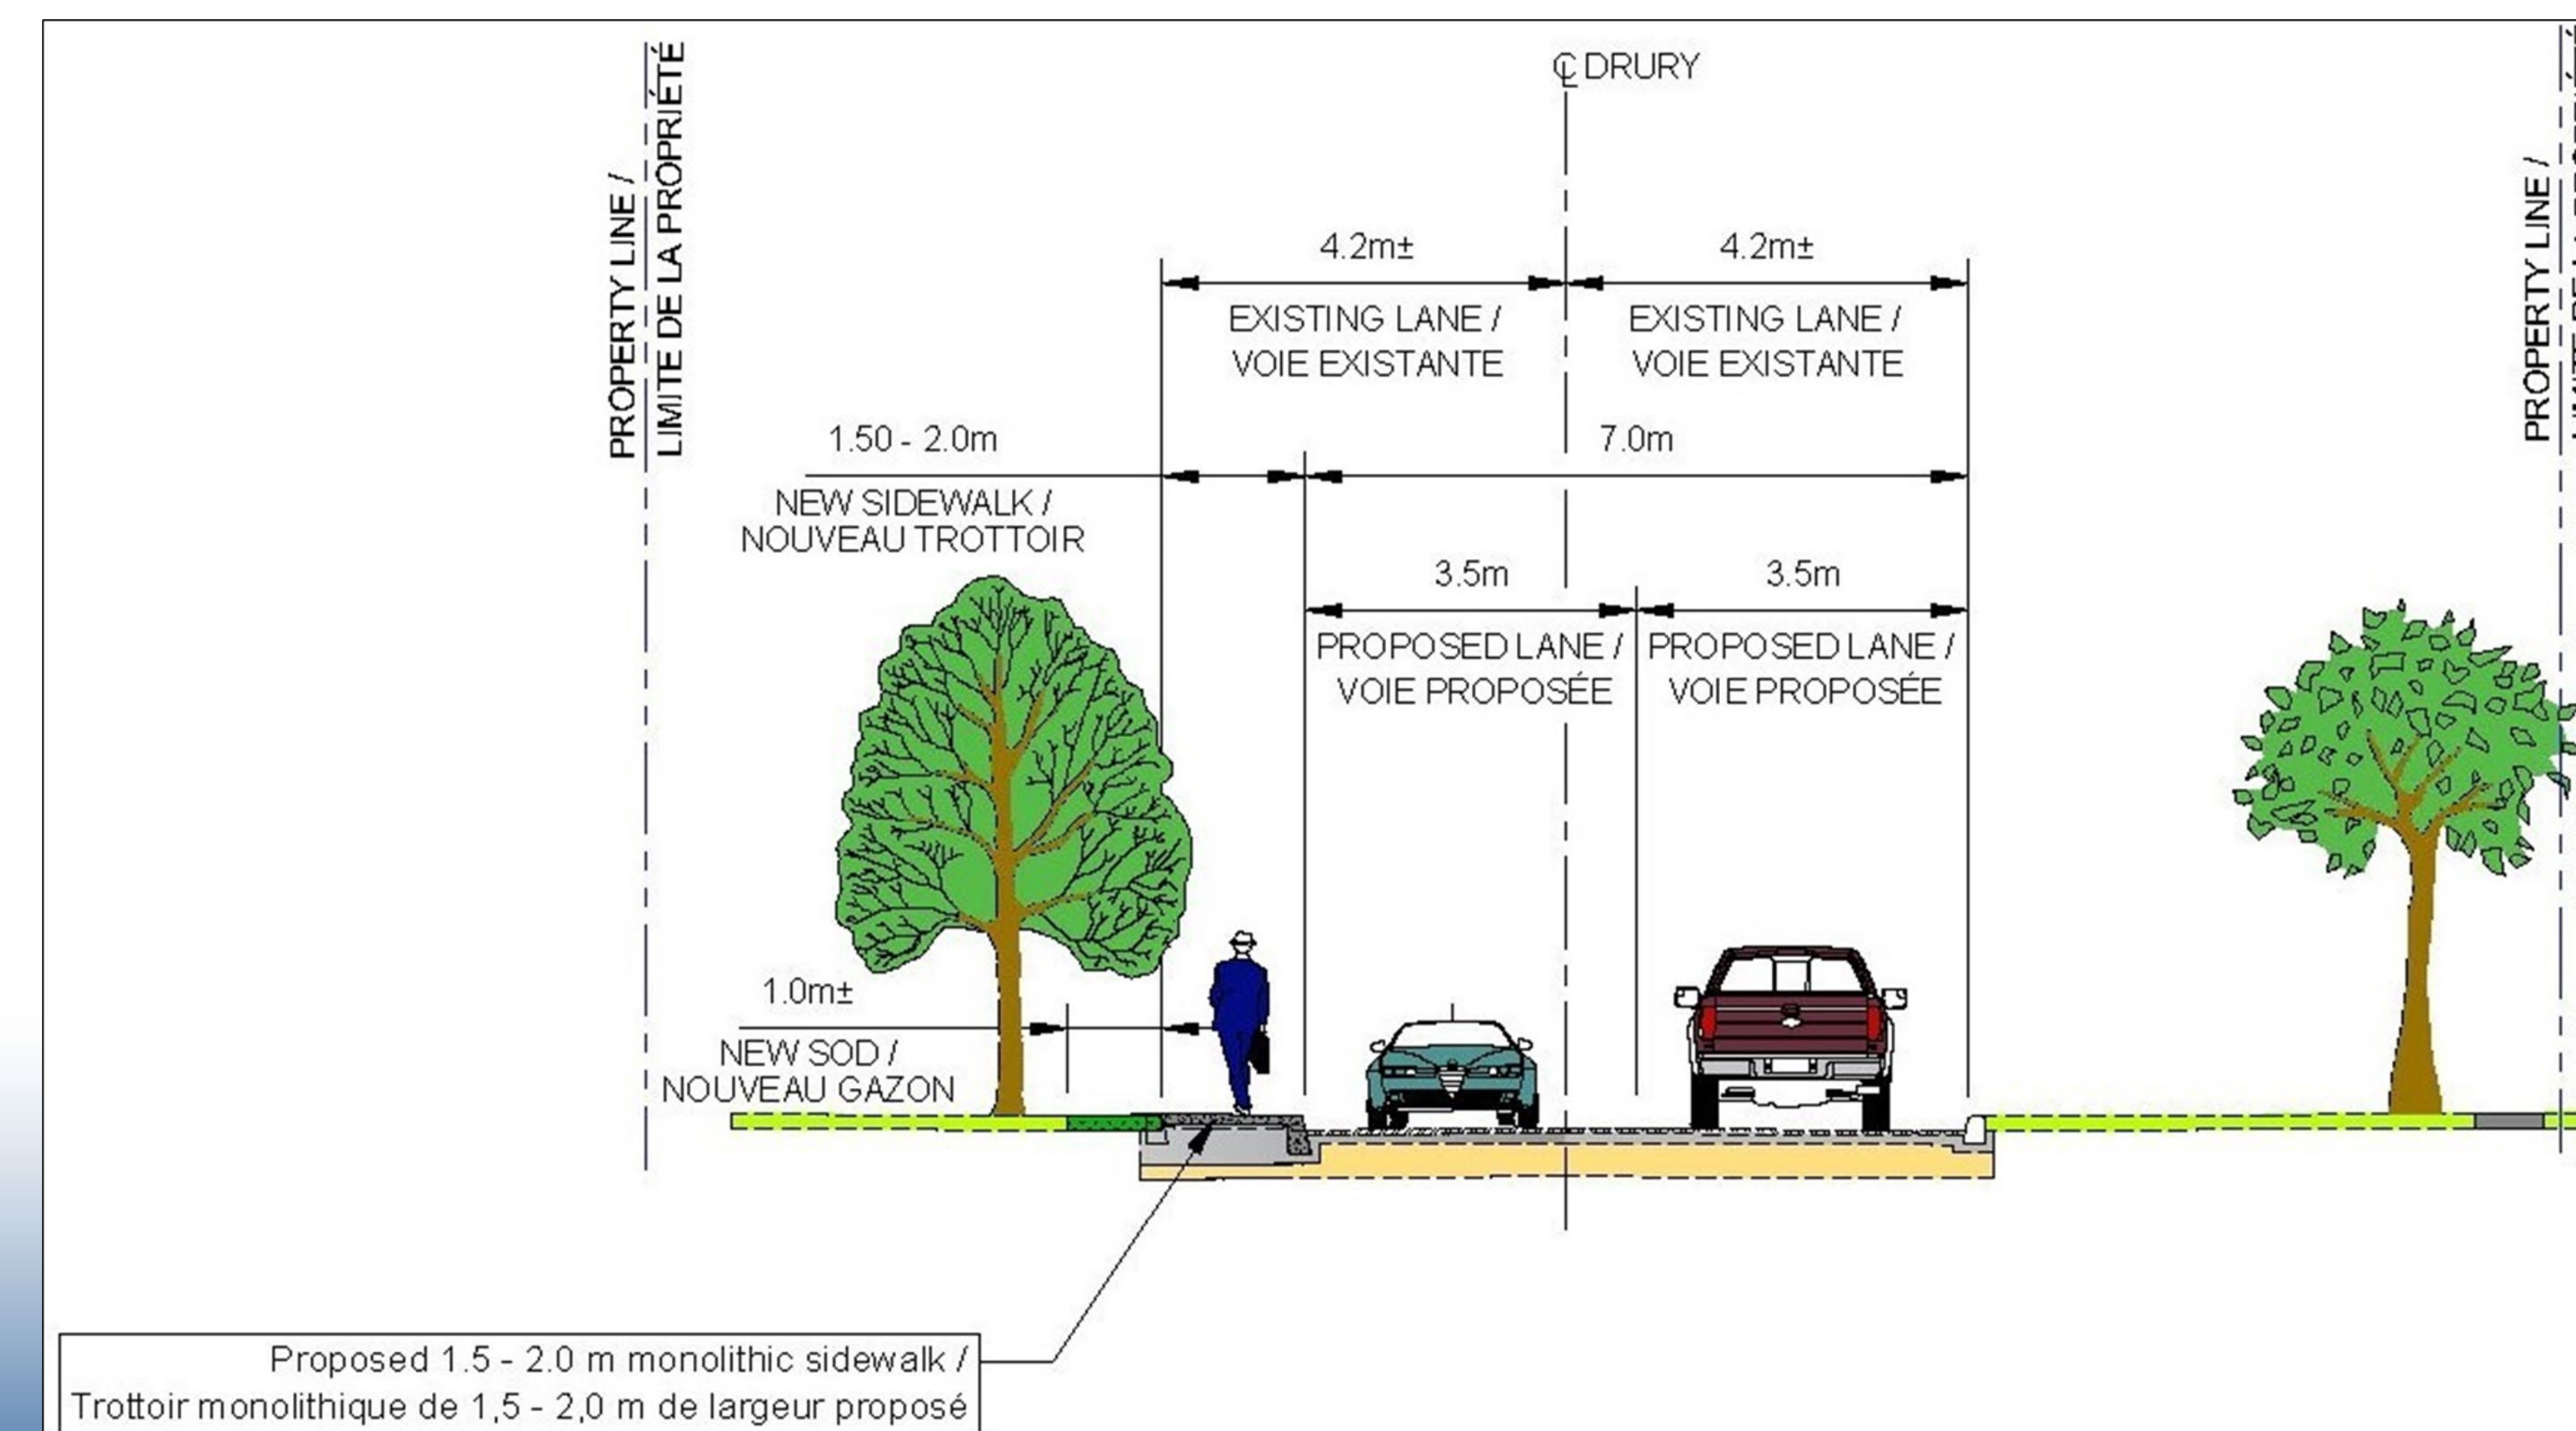 PROPERTY LINE /
LIMITE DE LA PROPRIÉTÉ
℄ DRURY
PROPERTY LINE /
4.2m±
4.2m±
EXISTING LANE /
VOIE EXISTANTE
EXISTING LANE /
VOIE EXISTANTE
1.50 - 2.0m
7.0m
NEW SIDEWALK /
NOUVEAU TROTTOIR
3.5m
3.5m
PROPOSED LANE /
VOIE PROPOSÉE
PROPOSED LANE /
VOIE PROPOSÉE
1.0m±
NEW SOD /
NOUVEAU GAZON
Proposed 1.5 - 2.0 m monolithic sidewalk /
Trottoir monolithique de 1,5 - 2,0 m de largeur proposé